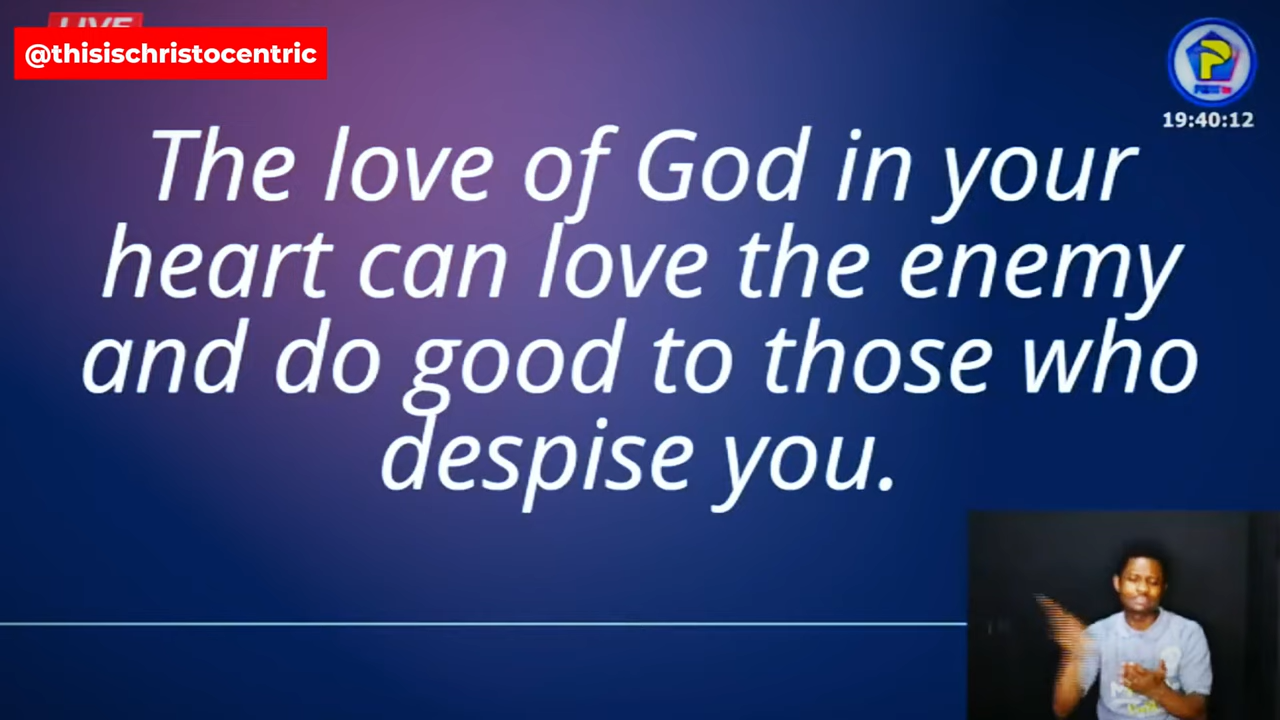 LIVE
@thisischristocentric
19:40:12
The love of God in your
heart can love the enemy
and do good to those who
despise you.